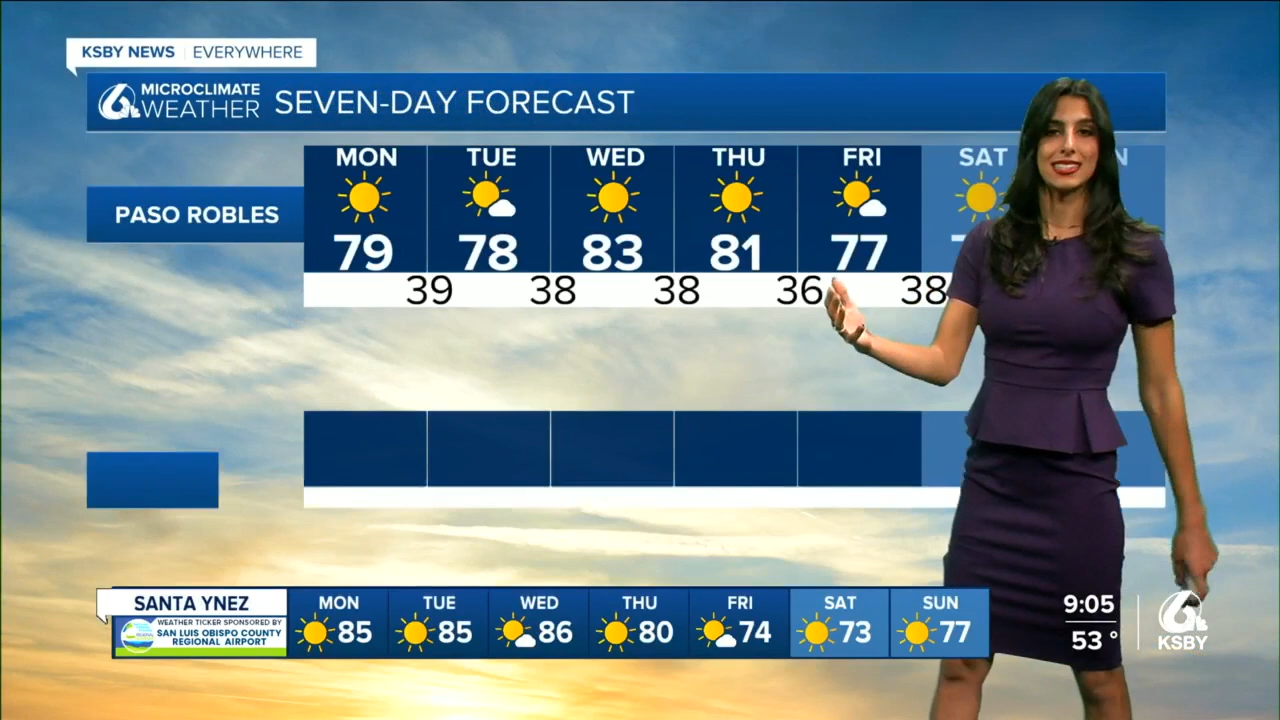 KSBY NEWS | EVERYWHERE
6 MICROCLIMATE WEATHER SEVEN-DAY FORECAST
MON TUE WED THU FRI SAT
PASO ROBLES
79 78 83 81 77
39 38 38 36 38
SANTA YNEZ
WEATHER TICKER SPONSORED BY
SAN LUIS OBISPO COUNTY
REGIONAL AIRPORT
MON TUE WED THU FRI SAT SUN
85 85 86 80 74 73 77
9:05
53 °
6
KSBY